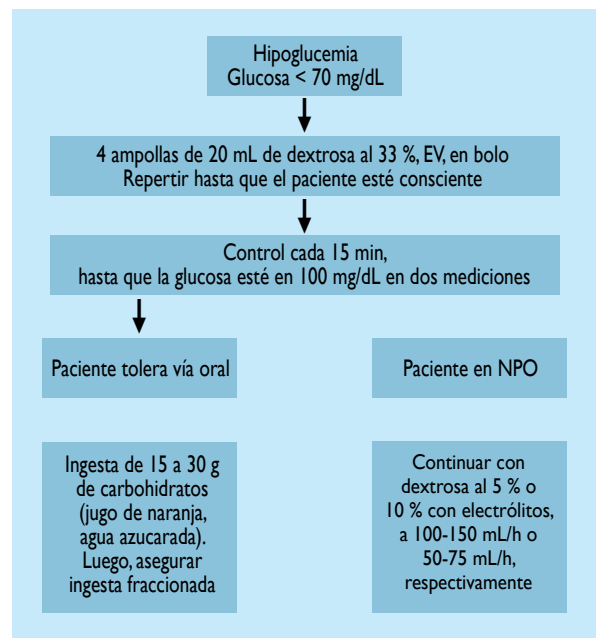 Hipoglucemia
Glucosa < 70 mg/dL
4 ampollas de 20 mL de dextrosa al 33 %, EV, en bolo
Repertir hasta que el paciente esté consciente
Control cada 15 min,
hasta que la glucosa esté en 100 mg/dL en dos mediciones
Paciente tolera vía oral
Paciente en NPO
Ingesta de 15 a 30 g
de carbohidratos
(jugo de naranja,
agua azucarada).
Luego, asegurar
ingesta fraccionada
Continuar con
dextrosa al 5 % o
10 % con electrólitos,
a 100-150 mL/h o
50-75 mL/h,
respectivamente